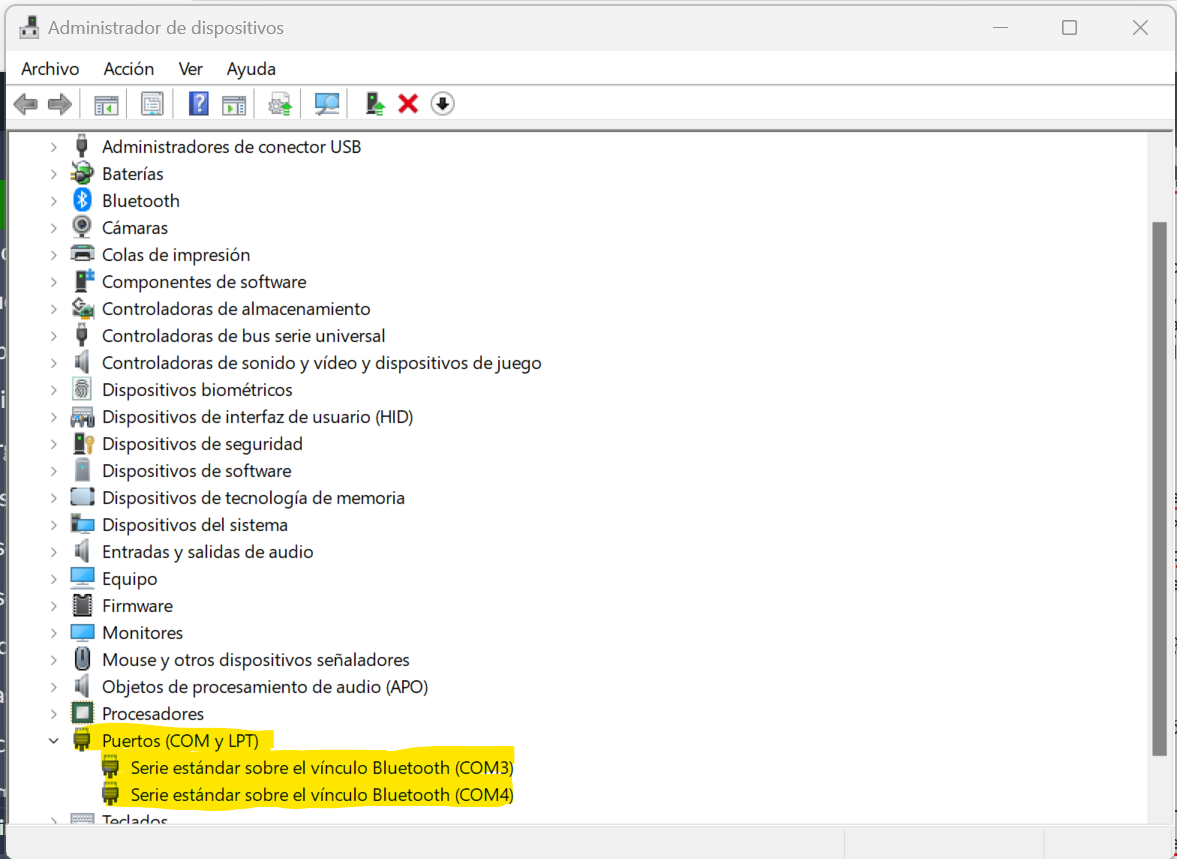 Administrador de dispositivos
Archivo Acción Ver Ayuda
Administradores de conector USB
Baterías
Bluetooth
Cámaras
Colas de impresión
Componentes de software
Controladoras de almacenamiento
Controladoras de bus serie universal
Controladoras de sonido y vídeo y dispositivos de juego
Dispositivos biométricos
Dispositivos de interfaz de usuario (HID)
Dispositivos de seguridad
Dispositivos de software
Dispositivos de tecnología de memoria
Dispositivos del sistema
Entradas y salidas de audio
Equipo
Firmware
Monitores
Mouse y otros dispositivos señaladores
Objetos de procesamiento de audio (APO)
Procesadores
Puertos (COM y LPT)
Serie estándar sobre el vínculo Bluetooth (COM3)
Serie estándar sobre el vínculo Bluetooth (COM4)
Teclados